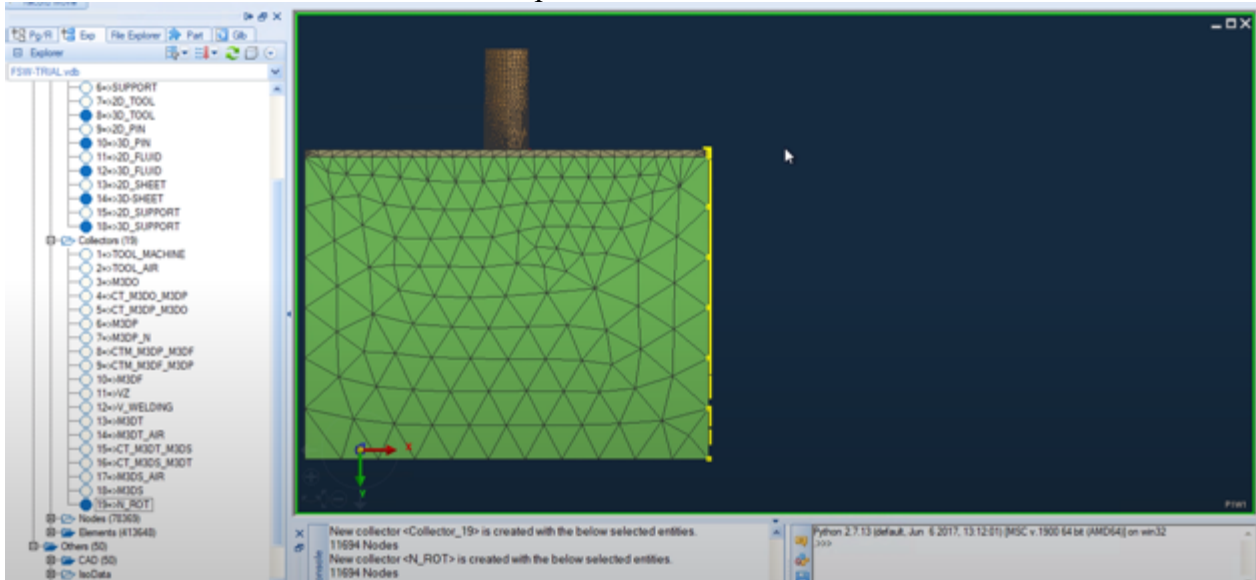 Pg/R Exp File Explorer Part Glb
Explorer
FSW-TRIAL.vdb
6=>SUPPORT
7=>2D_TOOL
8=>3D_TOOL
9=>2D_PIN
10=>3D_PIN
11=>2D_FLUID
12=>3D_FLUID
13=>2D_SHEET
14=>3D-SHEET
15=>2D_SUPPORT
18=>3D_SUPPORT
Collectors (19)
1=>TOOL_MACHINE
2=>TOOL_AIR
3=>M3DO
4=>CT_M3DO_M3DP
5=>CT_M3DP_M3DO
6=>M3DP
7=>M3DP_N
8=>CTM_M3DP_M3DF
9=>CTM_M3DF_M3DP
10=>M3DF
11=>VZ
12=>V_WELDING
13=>M3DT
14=>M3DT_AIR
15=>CT_M3DT_M3DS
16=>CT_M3DS_M3DT
17=>M3DS_AIR
18=>M3DS
19=>N_ROT
Nodes (78369)
Elements (413648)
Others (50)
CAD (50)
IsoData
X
Y
P1W1
New collector <Collector_19> is created with the below selected entities.
11694 Nodes
New collector <N_ROT> is created with the below selected entities.
11694 Nodes
Python 2.7.13 (default, Jun 6 2017, 13:12:01) [MSC v.1900 64 bit (AMD64)] on win32
>>>